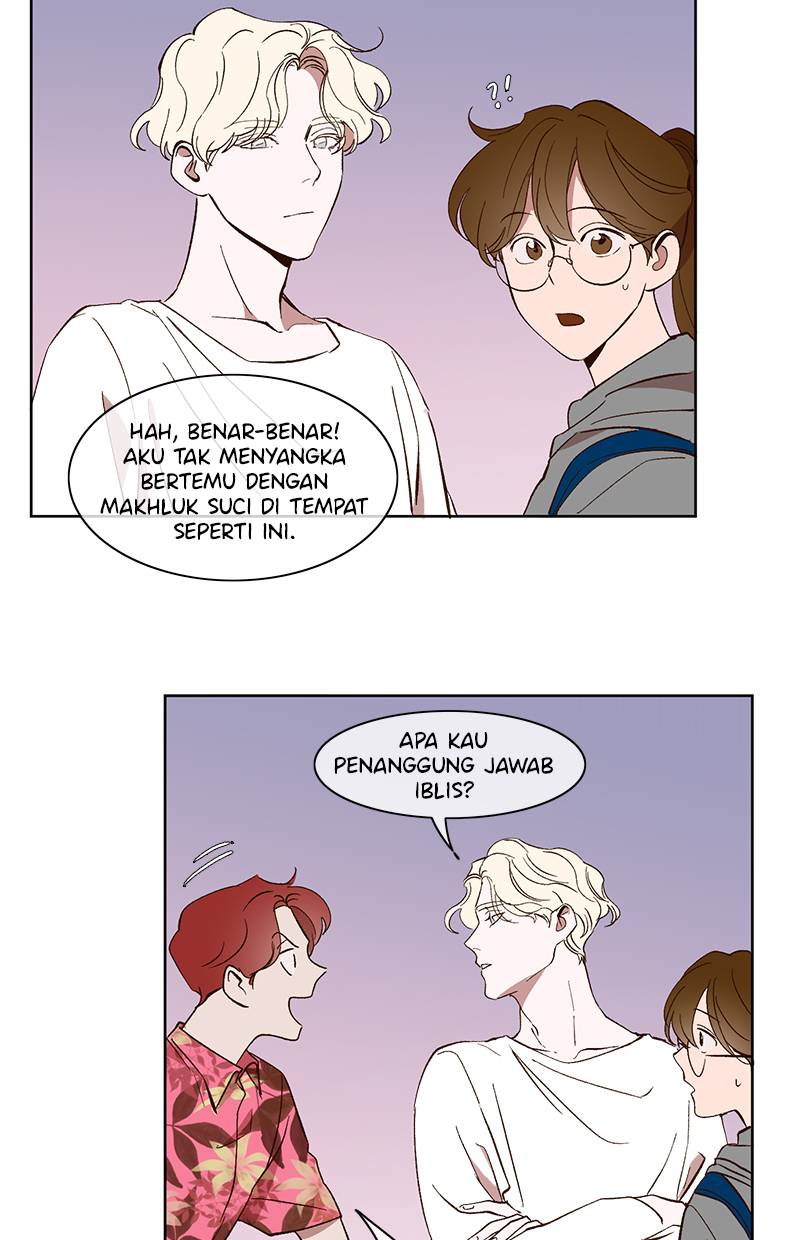 ?!
HAH, BENAR-BENAR!
AKU TAK MENYANGKA
BERTEMU DENGAN
MAKHLUK SUCI DI TEMPAT
SEPERTI INI.
APA KAU
PENANGGUNG JAWAB
IBLIS?